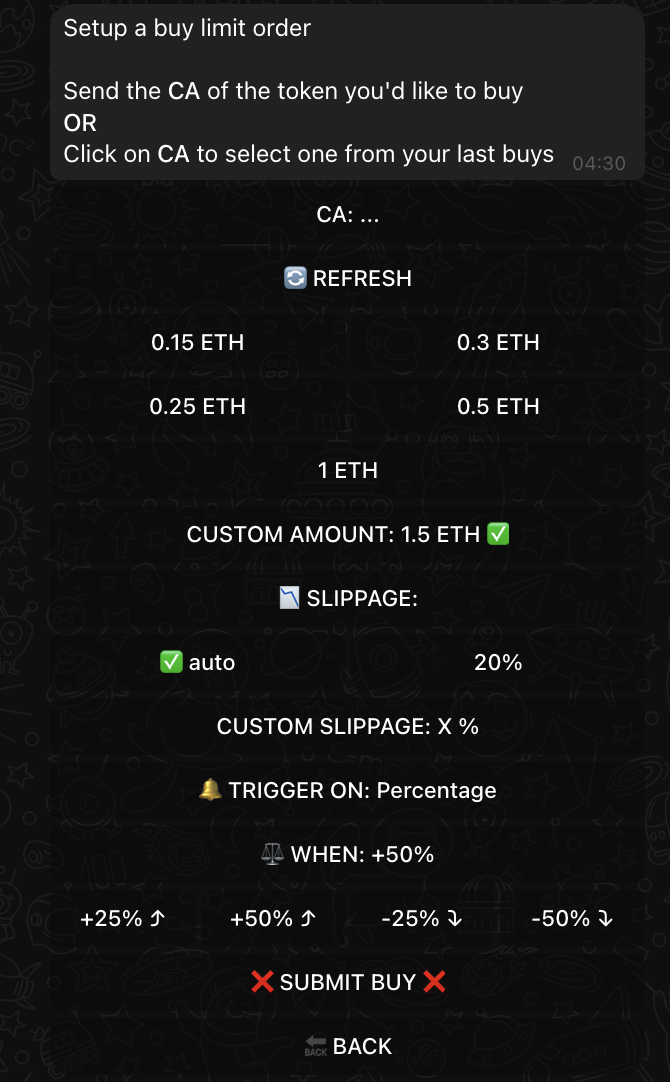 Setup a buy limit order
Send the CA of the token you'd like to buy
OR
Click on CA to select one from your last buys
04:30
CA: ...
🔄 REFRESH
0.15 ETH 0.3 ETH
0.25 ETH 0.5 ETH
1 ETH
CUSTOM AMOUNT: 1.5 ETH ✅
📉 SLIPPAGE:
✅ auto 20%
CUSTOM SLIPPAGE: X %
🔔 TRIGGER ON: Percentage
⚖️ WHEN: +50%
+25% ⤴ +50% ⤴ -25% ⤵ -50% ⤵
❌ SUBMIT BUY ❌
🔙 BACK